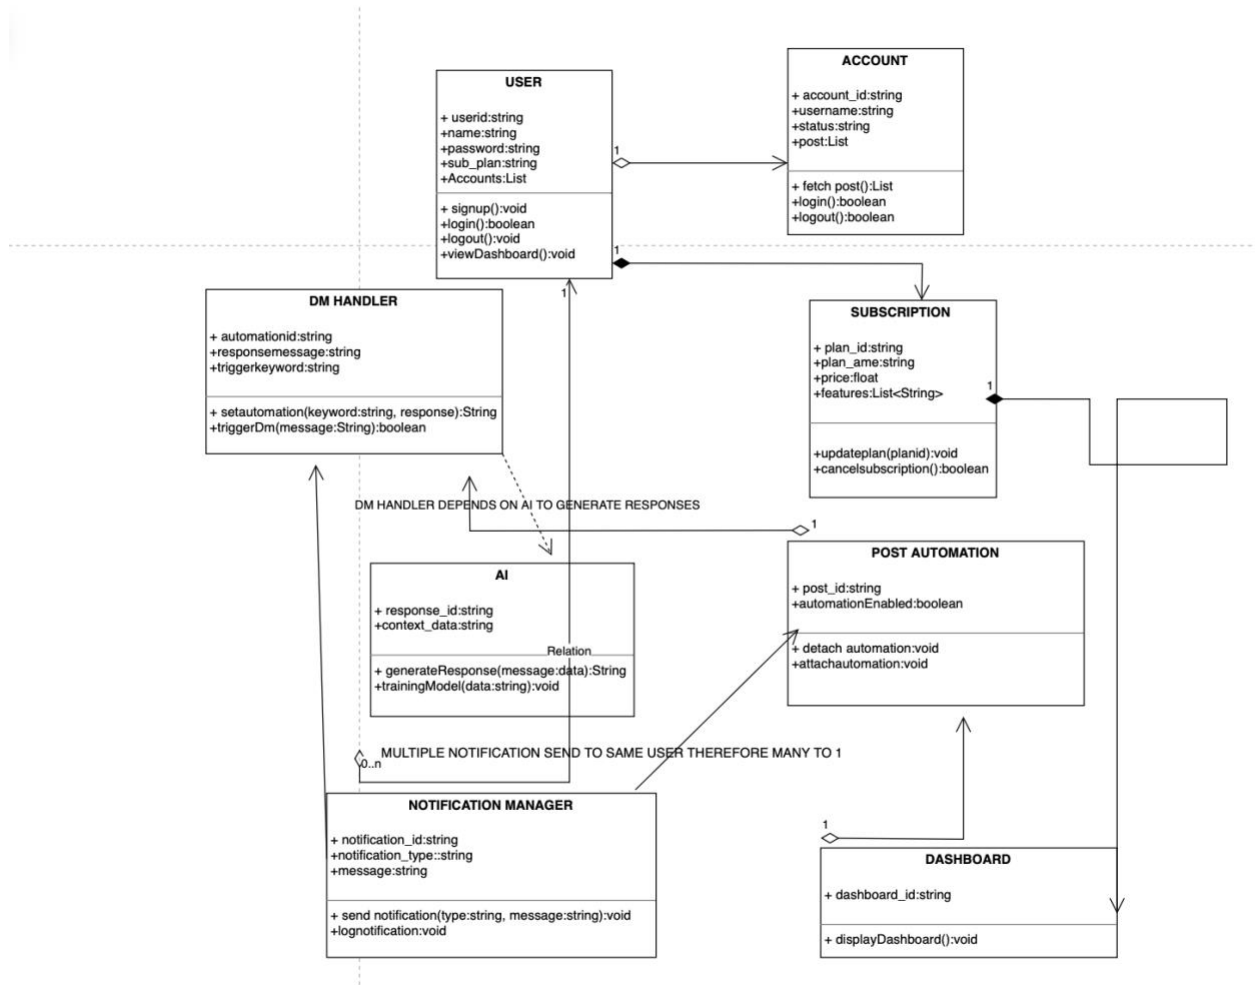 USER
+ userid:string
+name:string
+password:string
+sub_plan:string
+Accounts:List
+ signup():void
+login():boolean
+logout():void
+viewDashboard():void
1
1
1
ACCOUNT
+ account_id:string
+username:string
+status:string
+post:List
+ fetch post():List
+login():boolean
+logout():boolean
DM HANDLER
+ automationid:string
+responsemessage:string
+triggerkeyword:string
+ setautomation(keyword:string, response):String
+triggerDm(message:String):boolean
SUBSCRIPTION
+ plan_id:string
+plan_ame:string
+price:float
+features:List<String>
1
+updateplan(planid):void
+cancelsubscription():boolean
DM HANDLER DEPENDS ON AI TO GENERATE RESPONSES
1
AI
+ response_id:string
+context_data:string
Relation
+ generateResponse(message:data):String
+trainingModel(data:string):void
POST AUTOMATION
+ post_id:string
+automationEnabled:boolean
+ detach automation:void
+attachautomation:void
MULTIPLE NOTIFICATION SEND TO SAME USER THEREFORE MANY TO 1
0..n
NOTIFICATION MANAGER
+ notification_id:string
+notification_type::string
+message:string
+ send notification(type:string, message:string):void
+lognotification:void
1
DASHBOARD
+ dashboard_id:string
+ displayDashboard():void